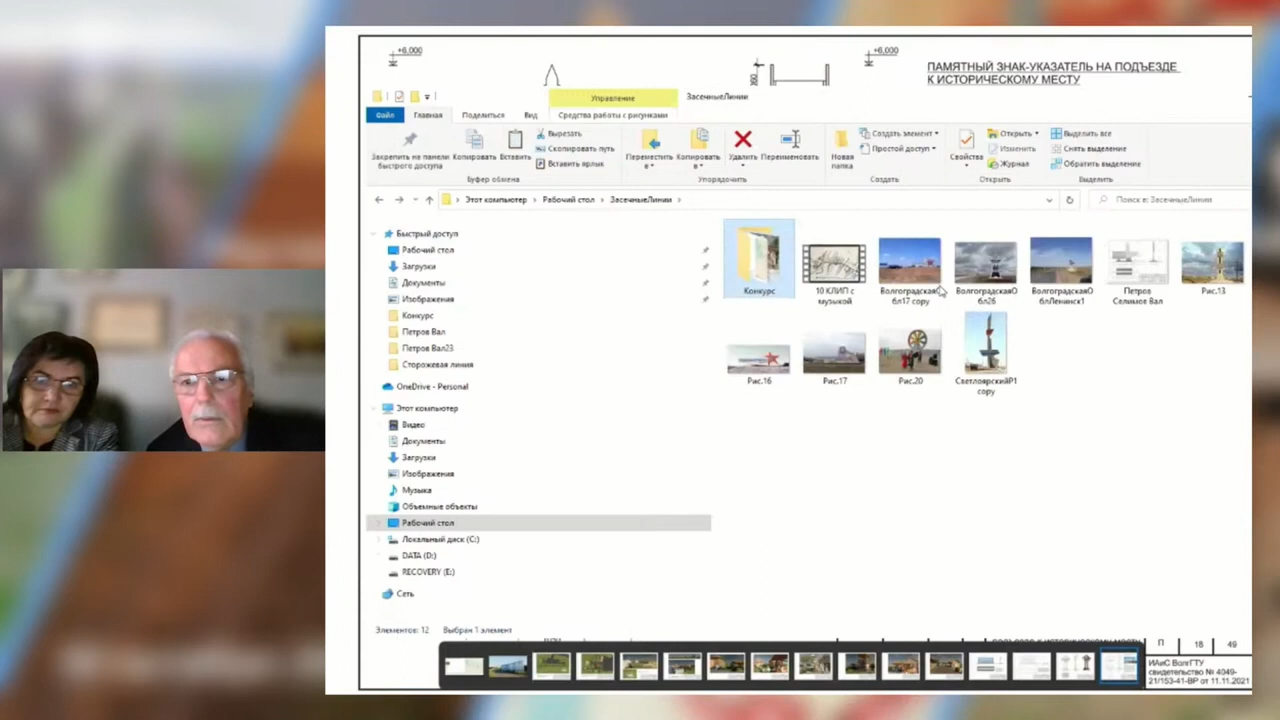 +6,000
+6,000
ПАМЯТНЫЙ ЗНАК-УКАЗАТЕЛЬ НА ПОДЪЕЗДЕ
К ИСТОРИЧЕСКОМУ МЕСТУ
Управление
ЗасечныеЛинии
Файл
Главная
Поделиться
Вид
Средства работы с рисунками
Закрепить на панели
быстрого доступа
Копировать
Вставить
Вырезать
Скопировать путь
Вставить ярлык
Буфер обмена
Переместить
в
Копировать
в
Удалить
Переименовать
Упорядочить
Новая
папка
Создать элемент
Простой доступ
Создать
Свойства
Открыть
Изменить
Журнал
Открыть
Выделить все
Снять выделение
Обратить выделение
Выделить
Этот компьютер
Рабочий стол
ЗасечныеЛинии
Поиск в: ЗасечныеЛинии
Быстрый доступ
Рабочий стол
Загрузки
Документы
Изображения
Конкурс
Петров Вал
Петров Вал23
Сторожевая линия
OneDrive - Personal
Этот компьютер
Видео
Документы
Загрузки
Изображения
Музыка
Объемные объекты
Рабочий стол
Локальный диск (C:)
DATA (D:)
RECOVERY (E:)
Сеть
Конкурс
10 КЛИП с
музыкой
ВолгоградскаяО
бл17 copy
ВолгоградскаяО
бл26
ВолгоградскаяО
блЛенинск1
Петров
Селимов Вал
Рис.13
Рис.16
Рис.17
Рис.20
СветлоярскийР1
copy
Элементов: 12
Выбран 1 элемент
П
18
49
ИАиС ВолгГТУ
свидетельство № 4049-
21/153-41-ВР от 11.11.2021